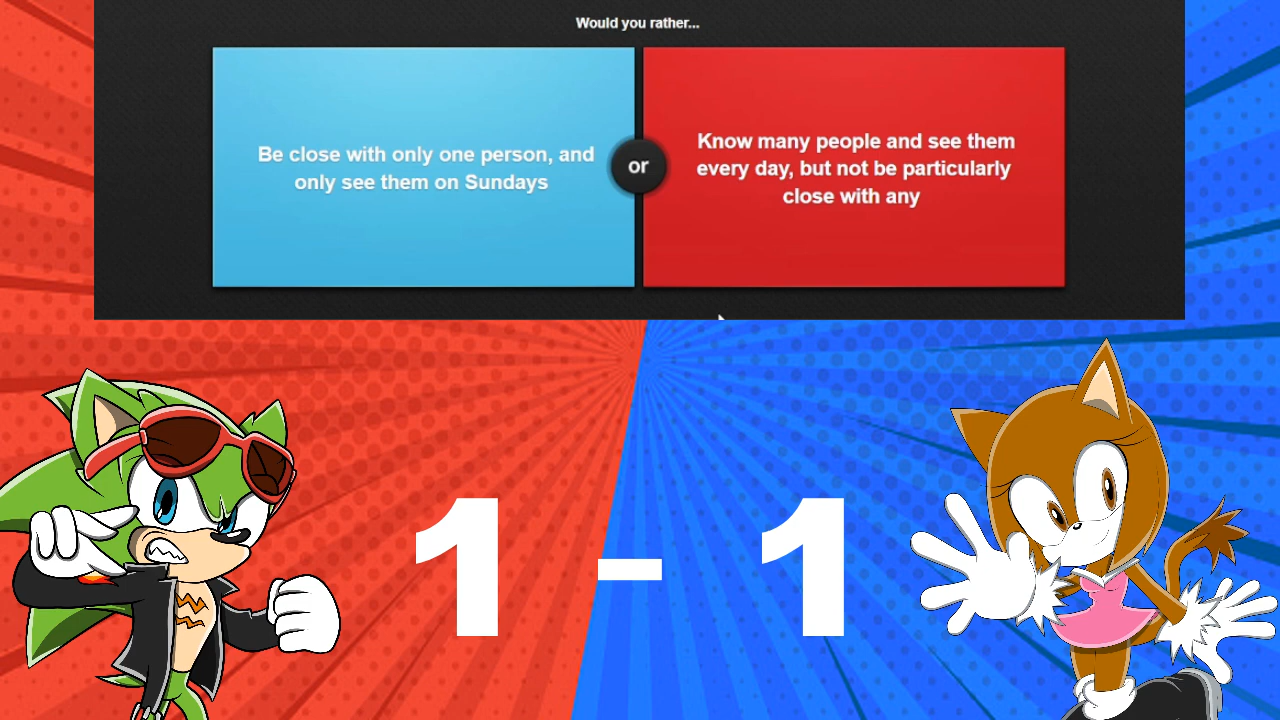 Would you rather...
Be close with only one person, and
only see them on Sundays
or
Know many people and see them
every day, but not be particularly
close with any
1 - 1